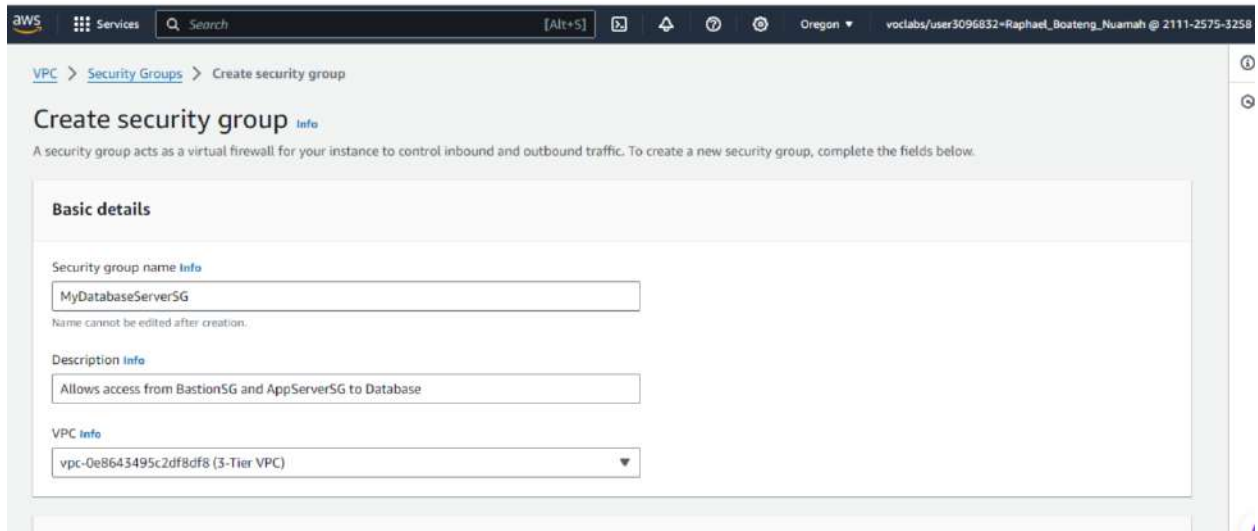 aws Services Search [Alt+S] Oregon voclabs/user3096832=Raphael_Boateng_Nuamah @ 2111-2575-3258
VPC > Security Groups > Create security group
Create security group Info
A security group acts as a virtual firewall for your instance to control inbound and outbound traffic. To create a new security group, complete the fields below.
Basic details
Security group name Info
MyDatabaseServerSG
Name cannot be edited after creation.
Description Info
Allows access from BastionSG and AppServerSG to Database
VPC Info
vpc-0e8643495c2df8df8 (3-Tier VPC)